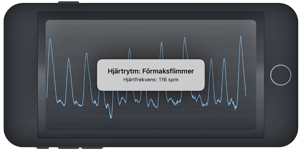 Hjärtrytm: Förmaksflimmer
Hjärtfrekvens: 116 spm